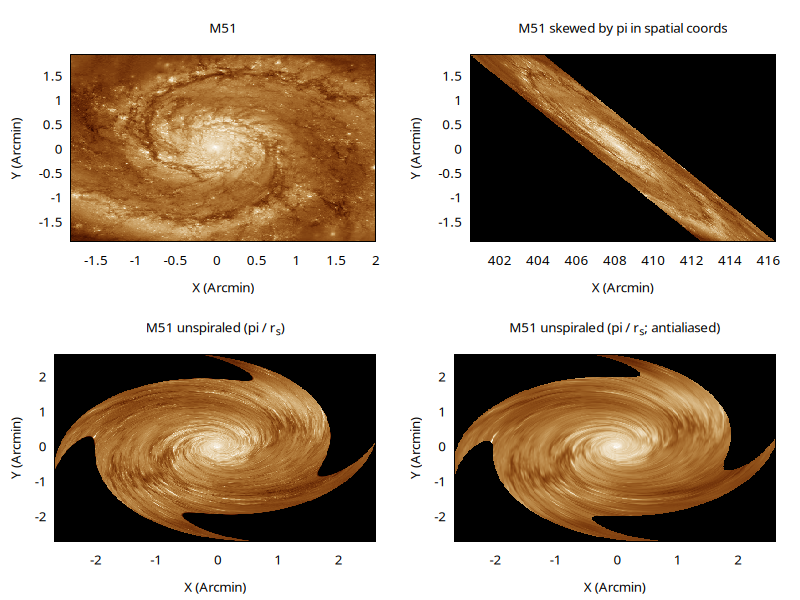 M51
M51 skewed by pi in spatial coords
Y (Arcmin)
1.5
1
0.5
0
-0.5
-1
-1.5
-1.5 -1 -0.5 0 0.5 1 1.5 2
X (Arcmin)
Y (Arcmin)
1.5
1
0.5
0
-0.5
-1
-1.5
402 404 406 408 410 412 414 416
X (Arcmin)
M51 unspiraled (pi / rs)
M51 unspiraled (pi / rs; antialiased)
Y (Arcmin)
2
1
0
-1
-2
-2 -1 0 1 2
X (Arcmin)
Y (Arcmin)
2
1
0
-1
-2
-2 -1 0 1 2
X (Arcmin)